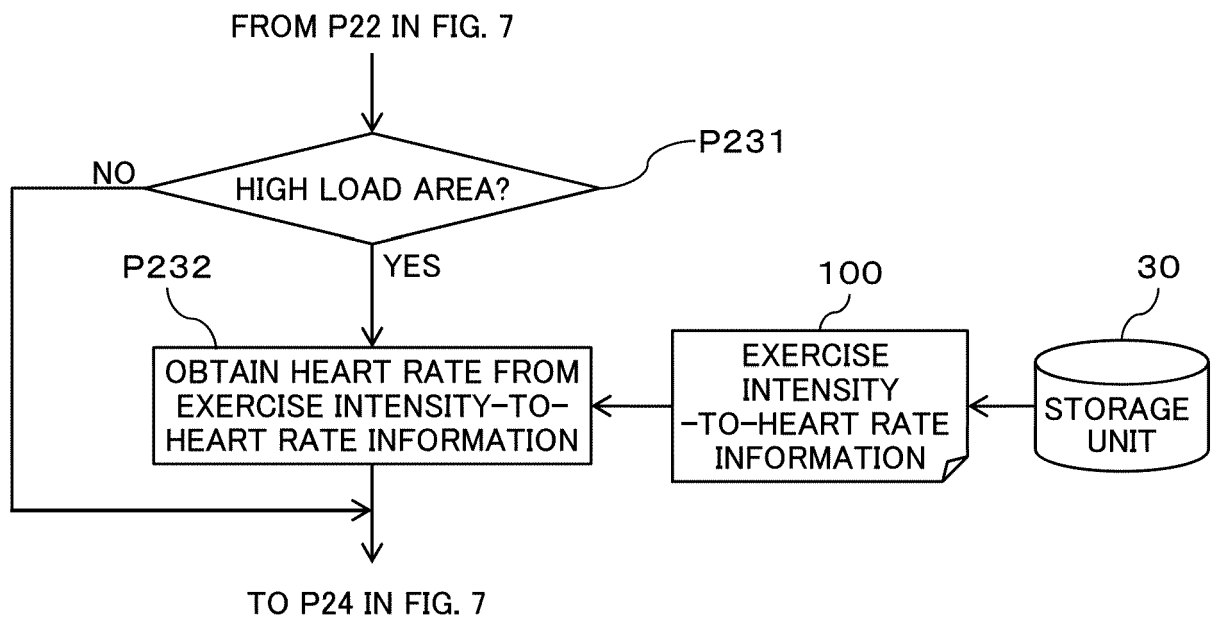 FROM P22 IN FIG. 7
P231
NO
HIGH LOAD AREA?
YES
P232
100
30
OBTAIN HEART RATE FROM
EXERCISE INTENSITY-TO-
HEART RATE INFORMATION
EXERCISE
INTENSITY
-TO-HEART RATE
INFORMATION
STORAGE
UNIT
TO P24 IN FIG. 7